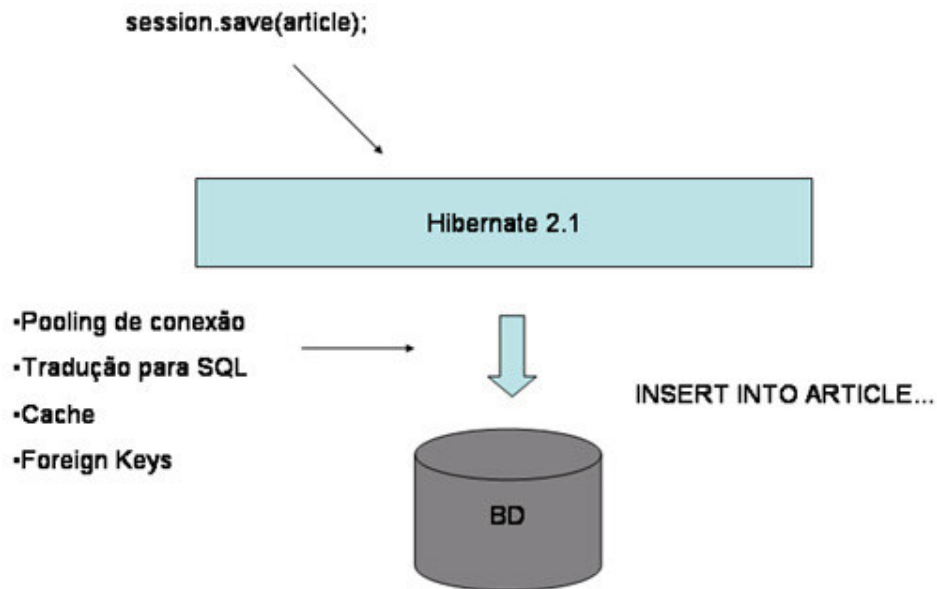 session.save(article);
Hibernate 2.1
•Pooling de conexão
•Tradução para SQL
•Cache
•Foreign Keys
INSERT INTO ARTICLE...
BD